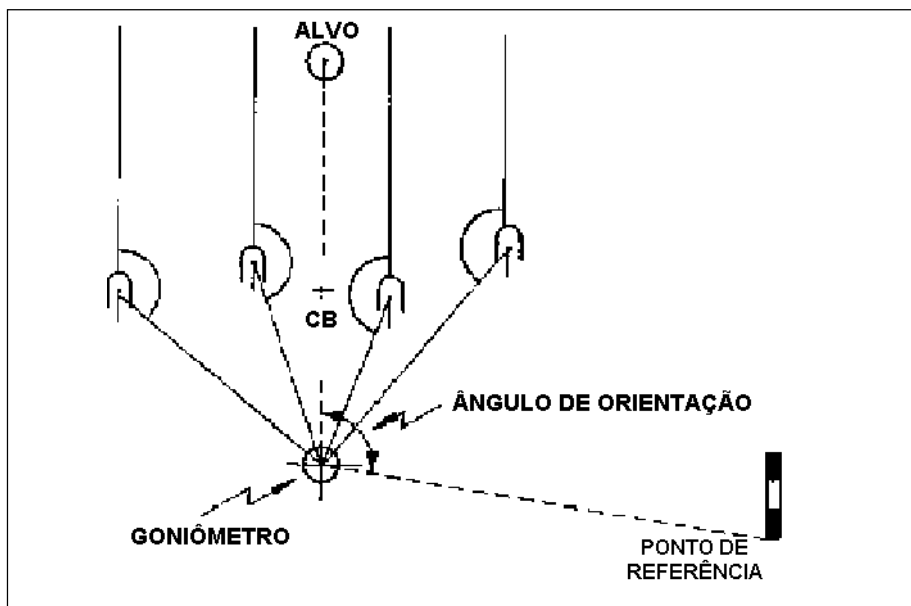 ALVO
CB
ÂNGULO DE ORIENTAÇÃO
GONIÔMETRO
PONTO DE
REFERÊNCIA